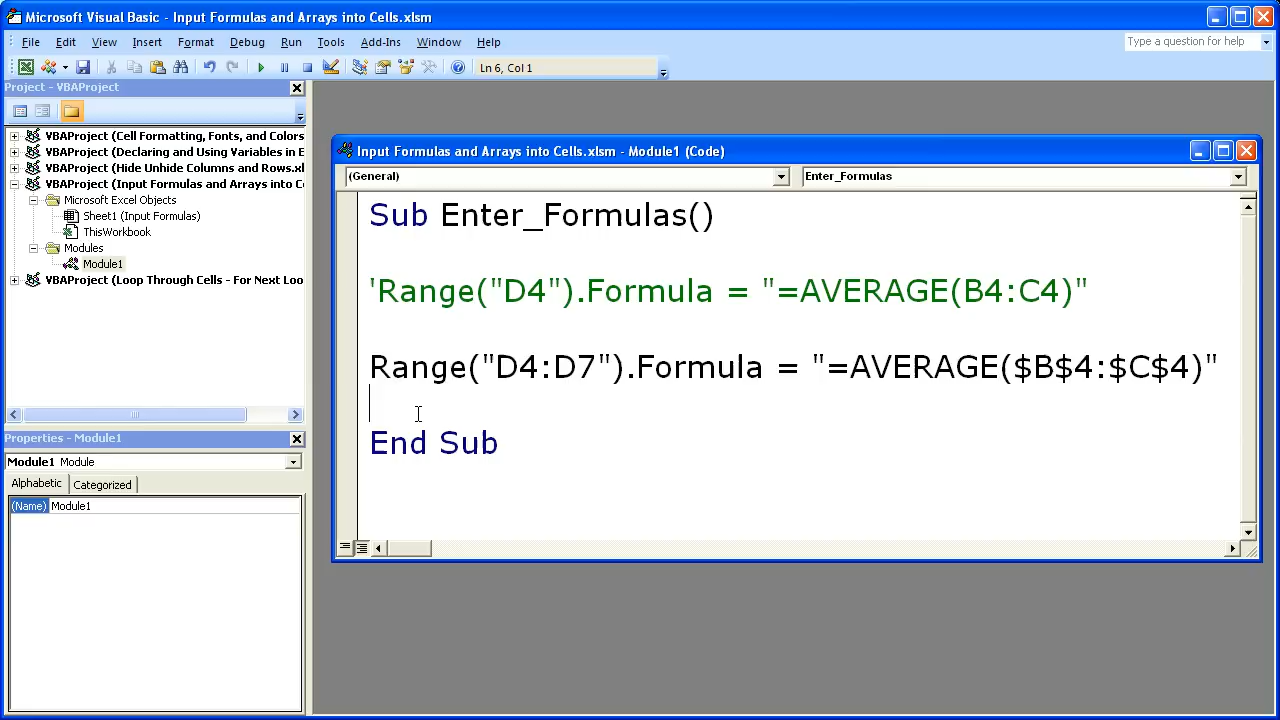 Microsoft Visual Basic - Input Formulas and Arrays into Cells.xlsm
File Edit View Insert Format Debug Run Tools Add-Ins Window Help
Type a question for help
Ln 6, Col 1
Project - VBAProject
VBAProject (Cell Formatting, Fonts, and Colors
VBAProject (Declaring and Using Variables in E
VBAProject (Hide Unhide Columns and Rows.xl
VBAProject (Input Formulas and Arrays into C
Microsoft Excel Objects
Sheet1 (Input Formulas)
ThisWorkbook
Modules
Module1
VBAProject (Loop Through Cells - For Next Loo
Properties - Module1
Module1 Module
Alphabetic Categorized
(Name) Module1
Input Formulas and Arrays into Cells.xlsm - Module1 (Code)
(General) Enter_Formulas
Sub Enter_Formulas()
'Range("D4").Formula = "=AVERAGE(B4:C4)"
Range("D4:D7").Formula = "=AVERAGE($B$4:$C$4)"
End Sub